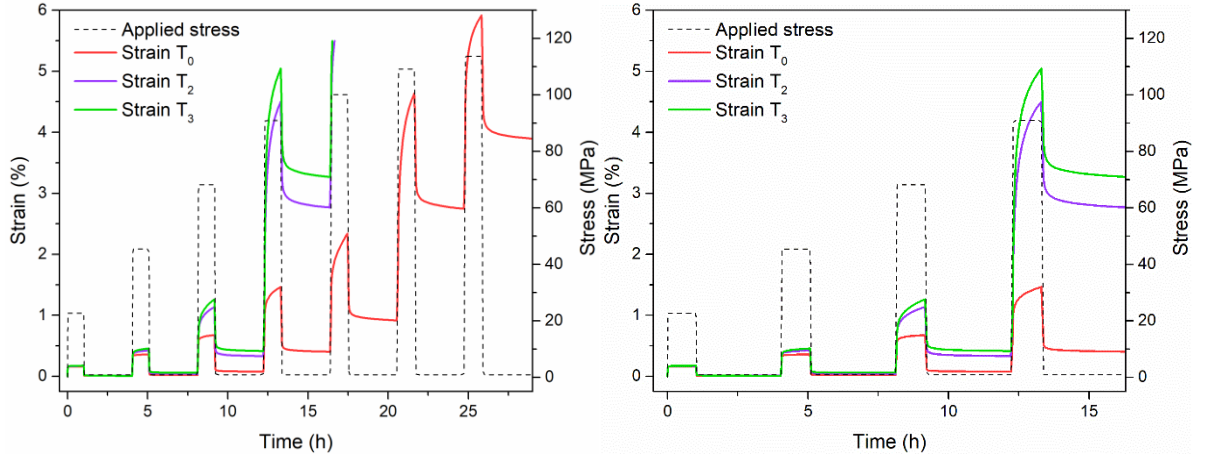 6
5
4
3
2
1
0
Strain (%)
0
5
10
15
20
25
Time (h)
120
100
80
60
40
20
0
Stress (MPa)
Applied stress
Strain T0
Strain T2
Strain T3
6
5
4
3
2
1
0
Strain (%)
0
5
10
15
Time (h)
120
100
80
60
40
20
0
Stress (MPa)
Applied stress
Strain T0
Strain T2
Strain T3